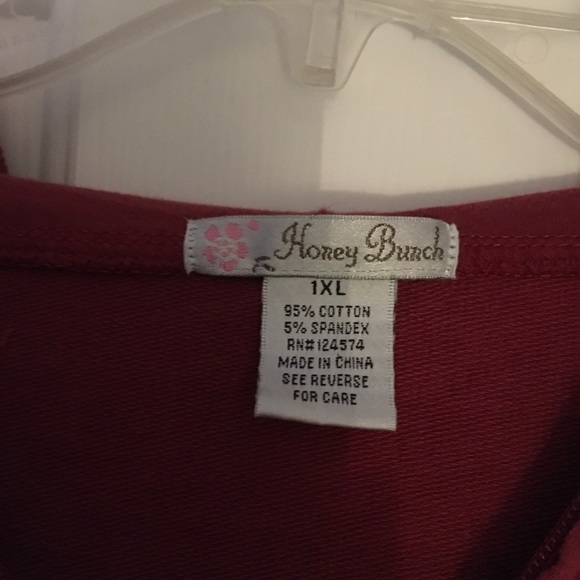 Honey Bunch
1XL
95% COTTON
5% SPANDEX
RN#124574
MADE IN CHINA
SEE REVERSE
FOR CARE